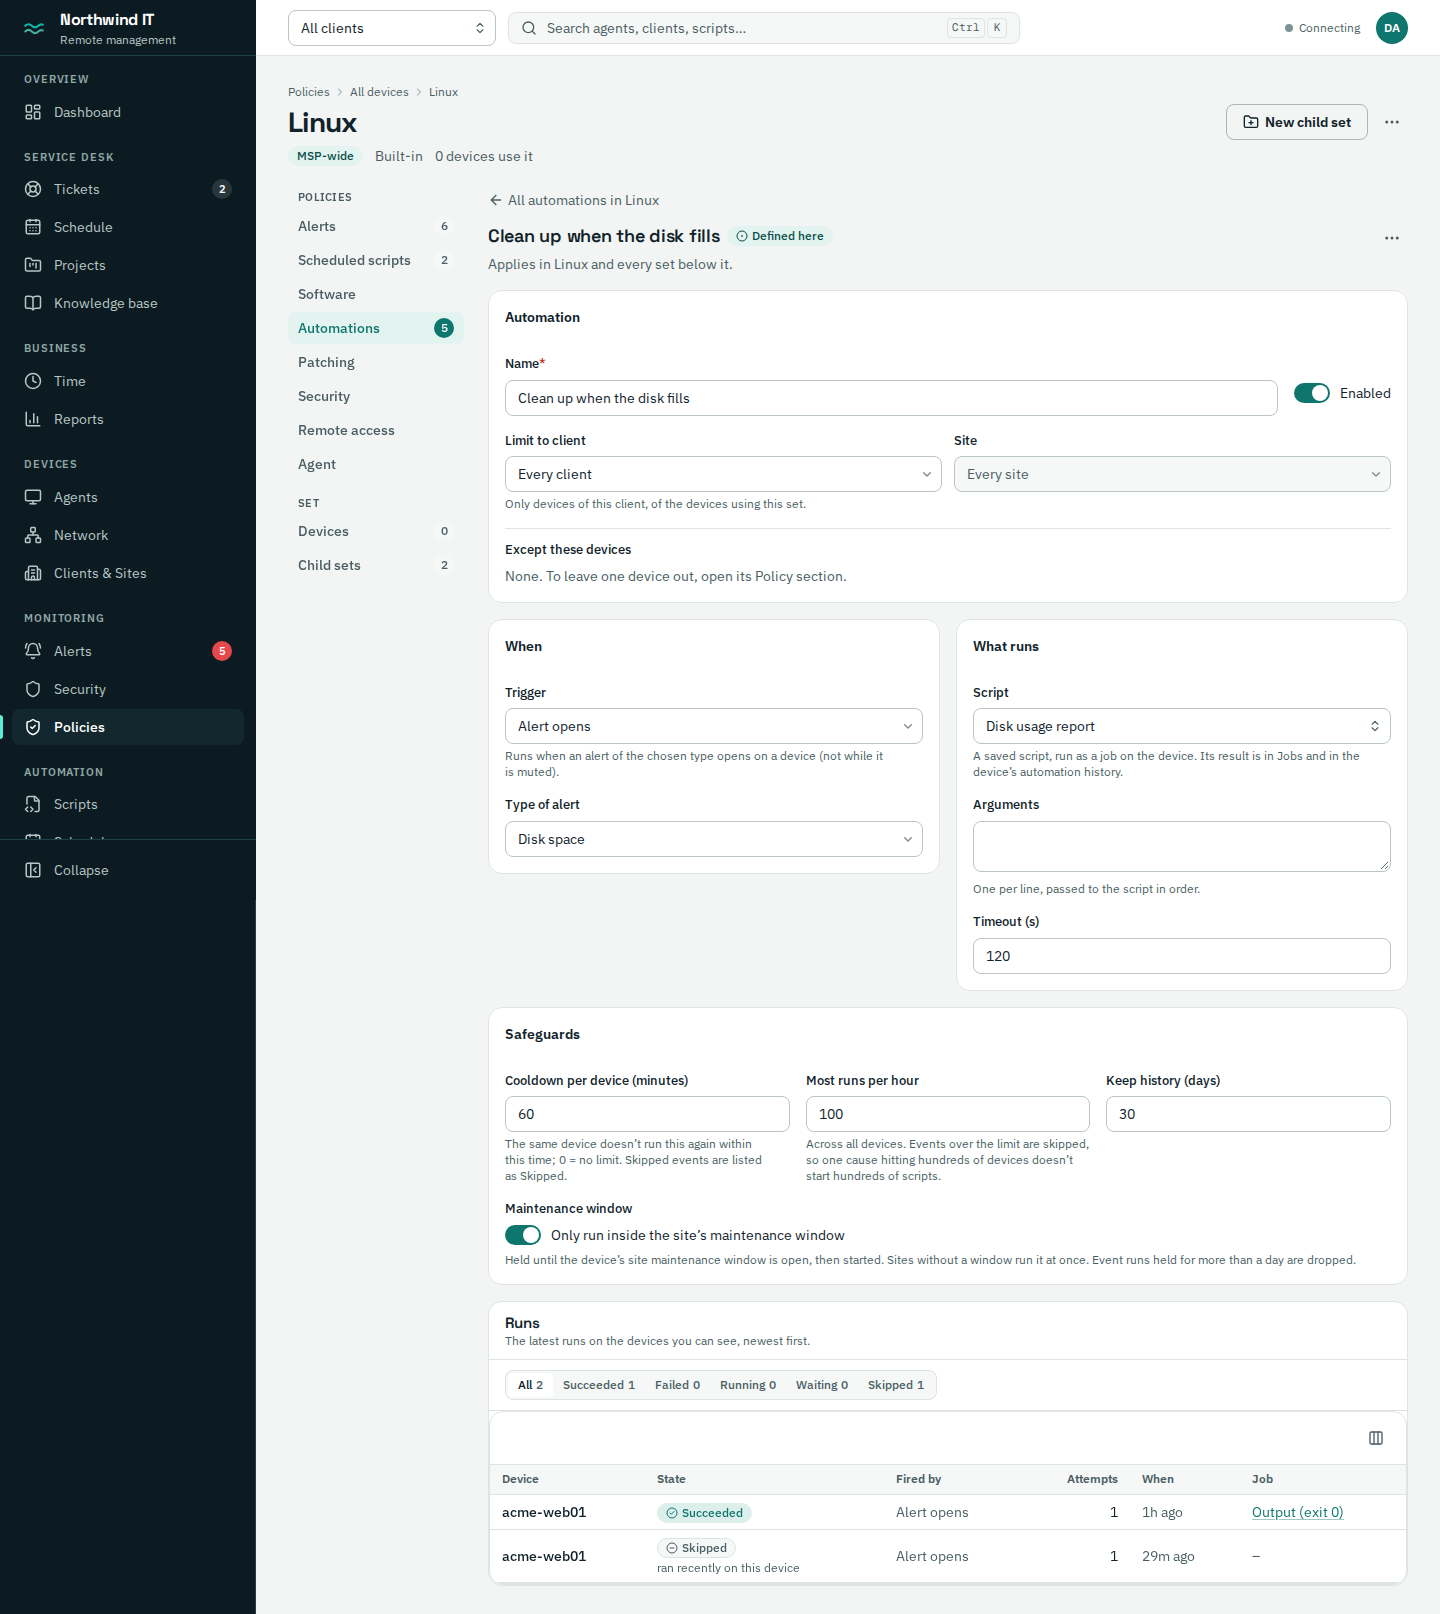 Northwind IT
Remote management
All clients
Search agents, clients, scripts...
Ctrl K
Connecting
DA
OVERVIEW
Dashboard
SERVICE DESK
Tickets 2
Schedule
Projects
Knowledge base
BUSINESS
Time
Reports
DEVICES
Agents
Network
Clients & Sites
MONITORING
Alerts 5
Security
Policies
AUTOMATION
Scripts
Collapse
Policies > All devices > Linux
Linux
New child set
MSP-wide Built-in 0 devices use it
POLICIES
Alerts 6
Scheduled scripts 2
Software
Automations 5
Patching
Security
Remote access
Agent
SET
Devices 0
Child sets 2
All automations in Linux
Clean up when the disk fills Defined here
Applies in Linux and every set below it.
Automation
Name*
Clean up when the disk fills
Enabled
Limit to client
Every client
Only devices of this client, of the devices using this set.
Site
Every site
Except these devices
None. To leave one device out, open its Policy section.
When
Trigger
Alert opens
Runs when an alert of the chosen type opens on a device (not while it
is muted).
Type of alert
Disk space
What runs
Script
Disk usage report
A saved script, run as a job on the device. Its result is in Jobs and in the
device's automation history.
Arguments
One per line, passed to the script in order.
Timeout (s)
120
Safeguards
Cooldown per device (minutes)
60
The same device doesn't run this again within
this time; 0 = no limit. Skipped events are listed
as Skipped.
Most runs per hour
100
Across all devices. Events over the limit are skipped,
so one cause hitting hundreds of devices doesn't
start hundreds of scripts.
Keep history (days)
30
Maintenance window
Only run inside the site's maintenance window
Held until the device's site maintenance window is open, then started. Sites without a window run it at once. Event runs held for more than a day are dropped.
Runs
The latest runs on the devices you can see, newest first.
All 2 Succeeded 1 Failed 0 Running 0 Waiting 0 Skipped 1
Device State Fired by Attempts When Job
acme-web01 Succeeded Alert opens 1 1h ago Output (exit 0)
acme-web01 Skipped Alert opens 1 29m ago –
ran recently on this device